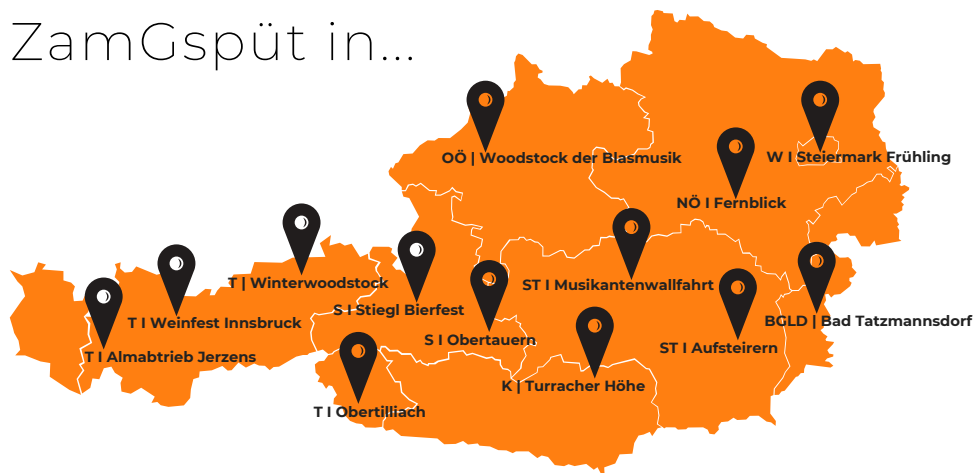 ZamGspüt in...
OÖ | Woodstock der Blasmusik
W I Steiermark Frühling
NÖ I Fernblick
T | Winterwoodstock
ST I Musikantenwallfahrt
S I Stiegl Bierfest
T I Weinfest Innsbruck
BGLD | Bad Tatzmannsdorf
S I Obertauern
ST I Aufsteirern
T I Almabtrieb Jerzens
K | Turracher Höhe
T I Obertilliach